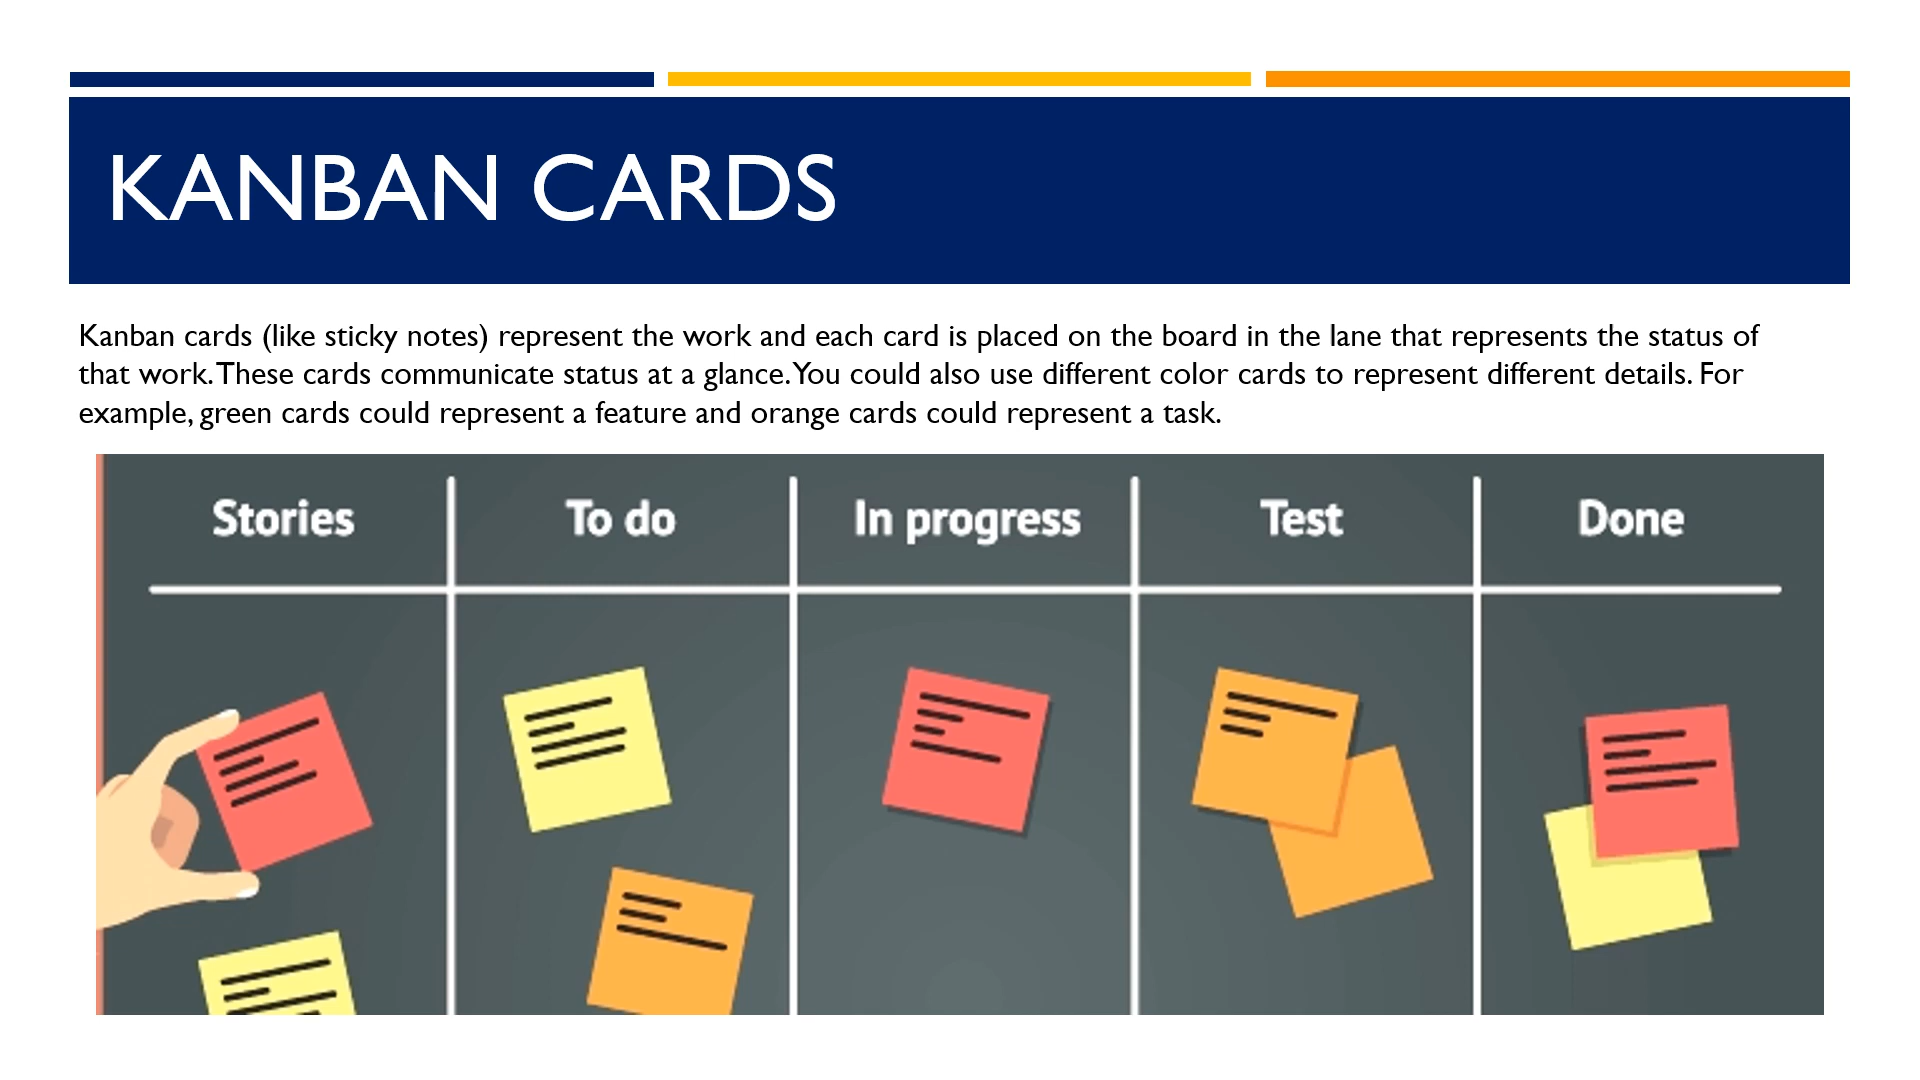 KANBAN CARDS
Kanban cards (like sticky notes) represent the work and each card is placed on the board in the lane that represents the status of
that work. These cards communicate status at a glance. You could also use different color cards to represent different details. For
example, green cards could represent a feature and orange cards could represent a task.
Stories To do In progress Test Done